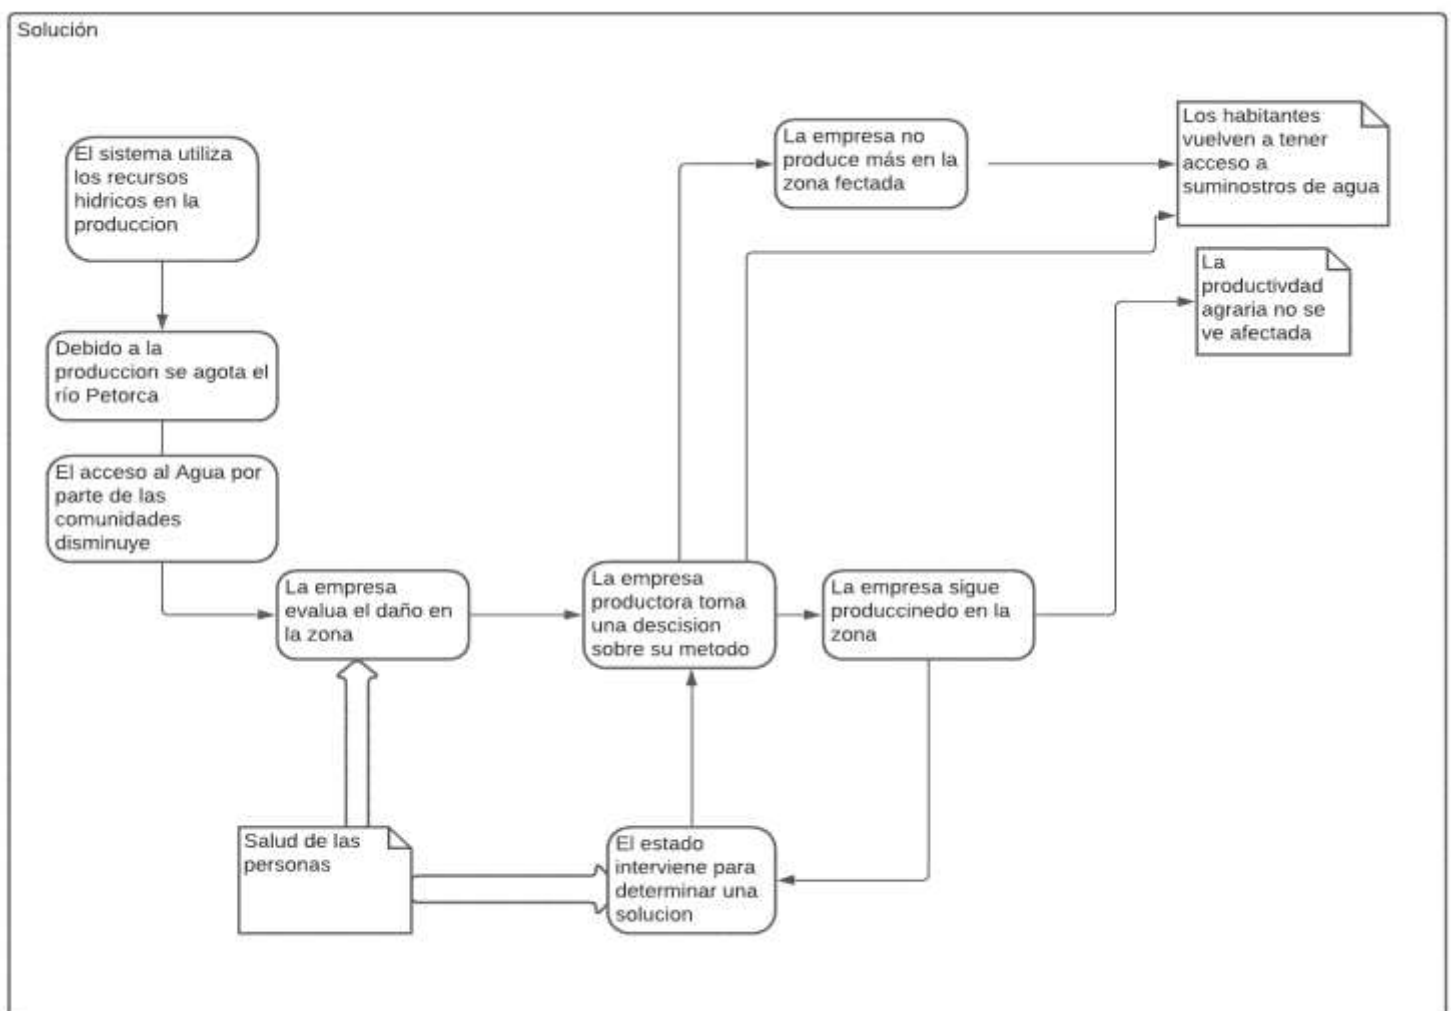 Solución
El sistema utiliza
los recursos
hidricos en la
produccion
Debido a la
produccion se agota el
río Petorca
El acceso al Agua por
parte de las
comunidades
disminuye
La empresa
evalua el daño en
la zona
La empresa
productora toma
una descision
sobre su metodo
La empresa no
produce más en la
zona fectada
Los habitantes
vuelven a tener
acceso a
suminostros de agua
La
productivdad
agraria no se
ve afectada
La empresa sigue
produccinedo en la
zona
Salud de las
personas
El estado
interviene para
determinar una
solucion